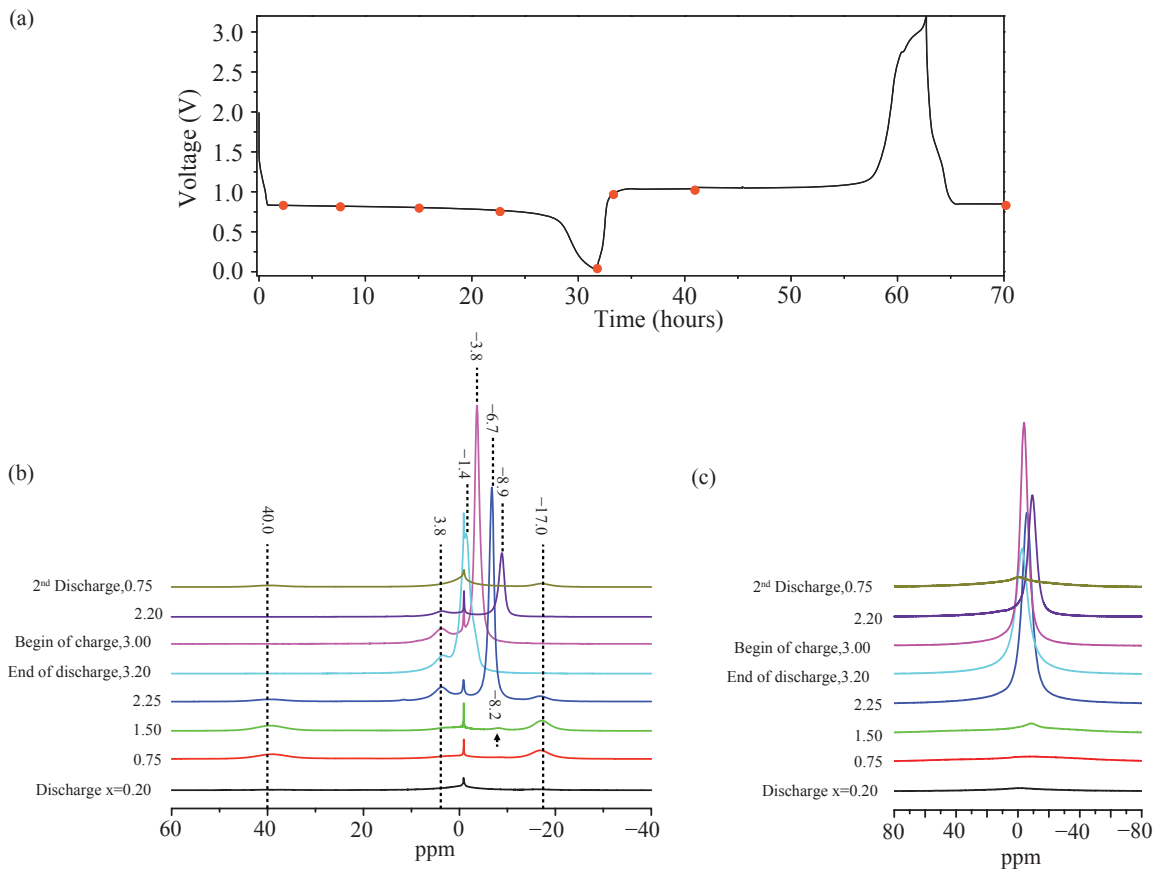 (a)
Voltage (V)
3.0
2.5
2.0
1.0
0.5
0.0
0
10
20
30
40
50
60
70
Time (hours)
(b)
40.0
3.8
−1.4
−3.8
−6.7
−8.9
−17.0
−8.2
2nd Discharge,0.75
2.20
Begin of charge,3.00
End of discharge,3.20
2.25
1.50
0.75
Discharge x=0.20
60
40
20
0
−20
−40
ppm
(c)
2nd Discharge,0.75
2.20
Begin of charge,3.00
End of discharge,3.20
2.25
1.50
0.75
Discharge x=0.20
80
40
0
−40
−80
ppm